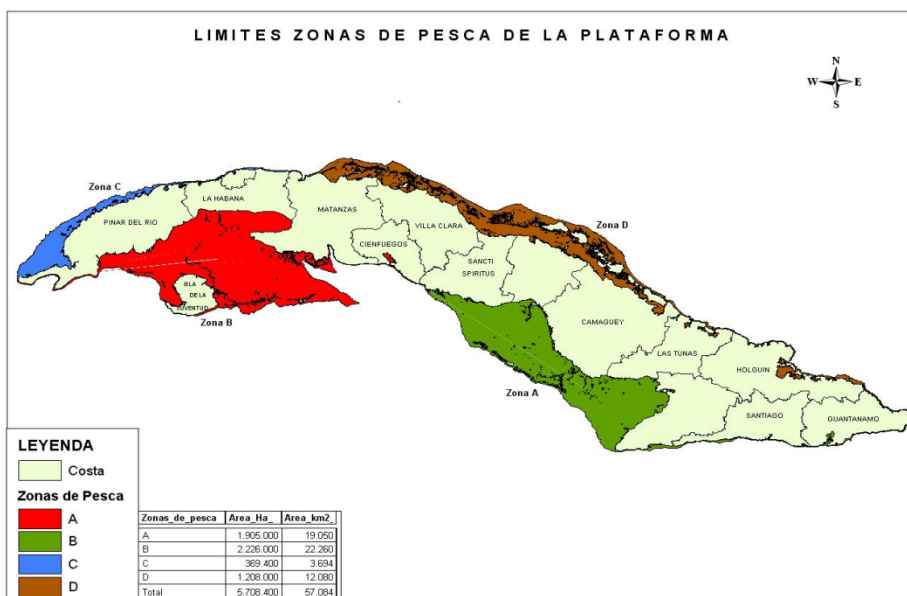 LIMITES ZONAS DE PESCA DE LA PLATAFORMA
N
W E
S
Zona C
LA HABANA
PINAR DEL RIO
MATANZAS
VILLA CLARA
Zona D
CIENFUEGOS
SANCTI
SPIRITUS
ISLA
DE LA
JUVENTUD
Zona B
CAMAGUEY
LAS TUNAS
HOLGUIN
Zona A
SANTIAGO
GUANTANAMO
LEYENDA
Costa
Zonas de Pesca
A
B
C
D
Zonas_de_pesca Area_Ha_ Area_km2_
A 1.905.000 19.050
B 2.226.000 22.260
C 369.400 3.694
D 1.208.000 12.080
Total 5.708.400 57.084